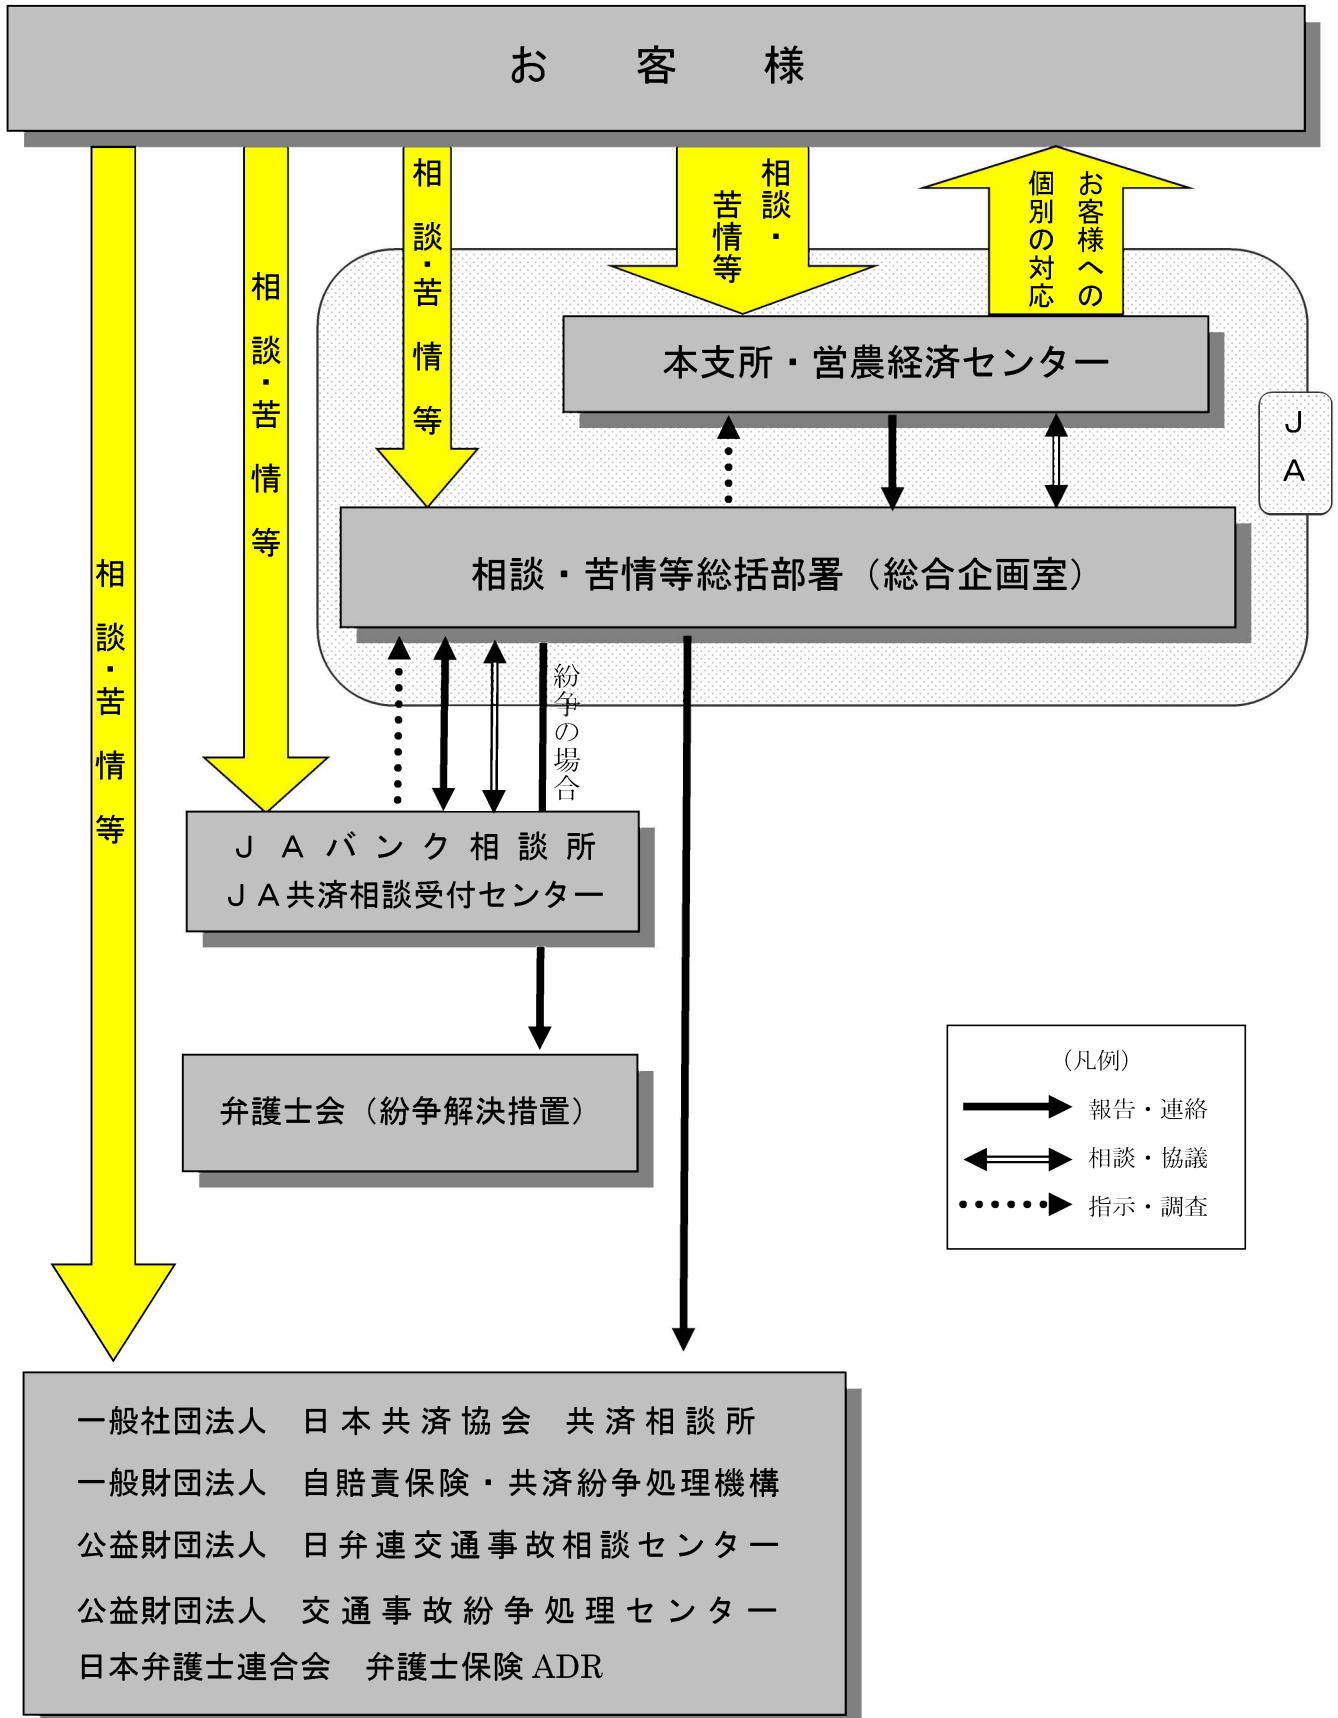 お客様
相談・苦情等
相談・苦情等
相談・苦情等
相談・
苦情等
お客様への
個別の対応
本支所・営農経済センター
ＪＡ
相談・苦情等総括部署（総合企画室）
紛争の場合
ＪＡバンク相談所
ＪＡ共済相談受付センター
弁護士会（紛争解決措置）
（凡例）
報告・連絡
相談・協議
指示・調査
一般社団法人　日本共済協会　共済相談所
一般財団法人　自賠責保険・共済紛争処理機構
公益財団法人　日弁連交通事故相談センター
公益財団法人　交通事故紛争処理センター
日本弁護士連合会　弁護士保険 ADR